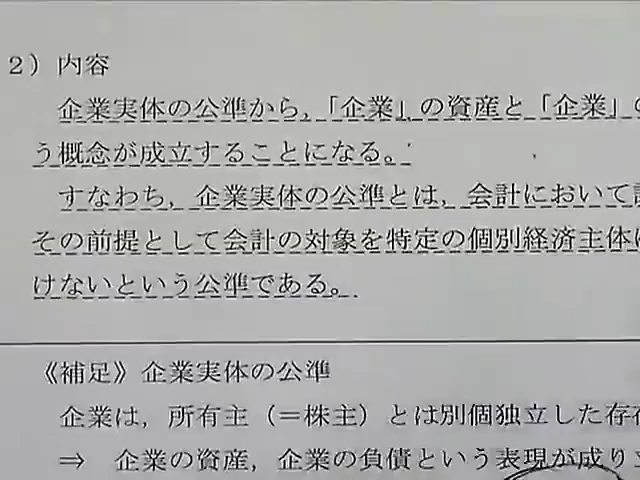 2）内容
企業実体の公準から，「企業」の資産と「企業」の
う概念が成立することになる。
すなわち，企業実体の公準とは，会計において
その前提として会計の対象を特定の個別経済主体
けないという公準である。
《補足》企業実体の公準
企業は，所有主（＝株主）とは別個独立した存在
⇒ 企業の資産，企業の負債という表現が成り立